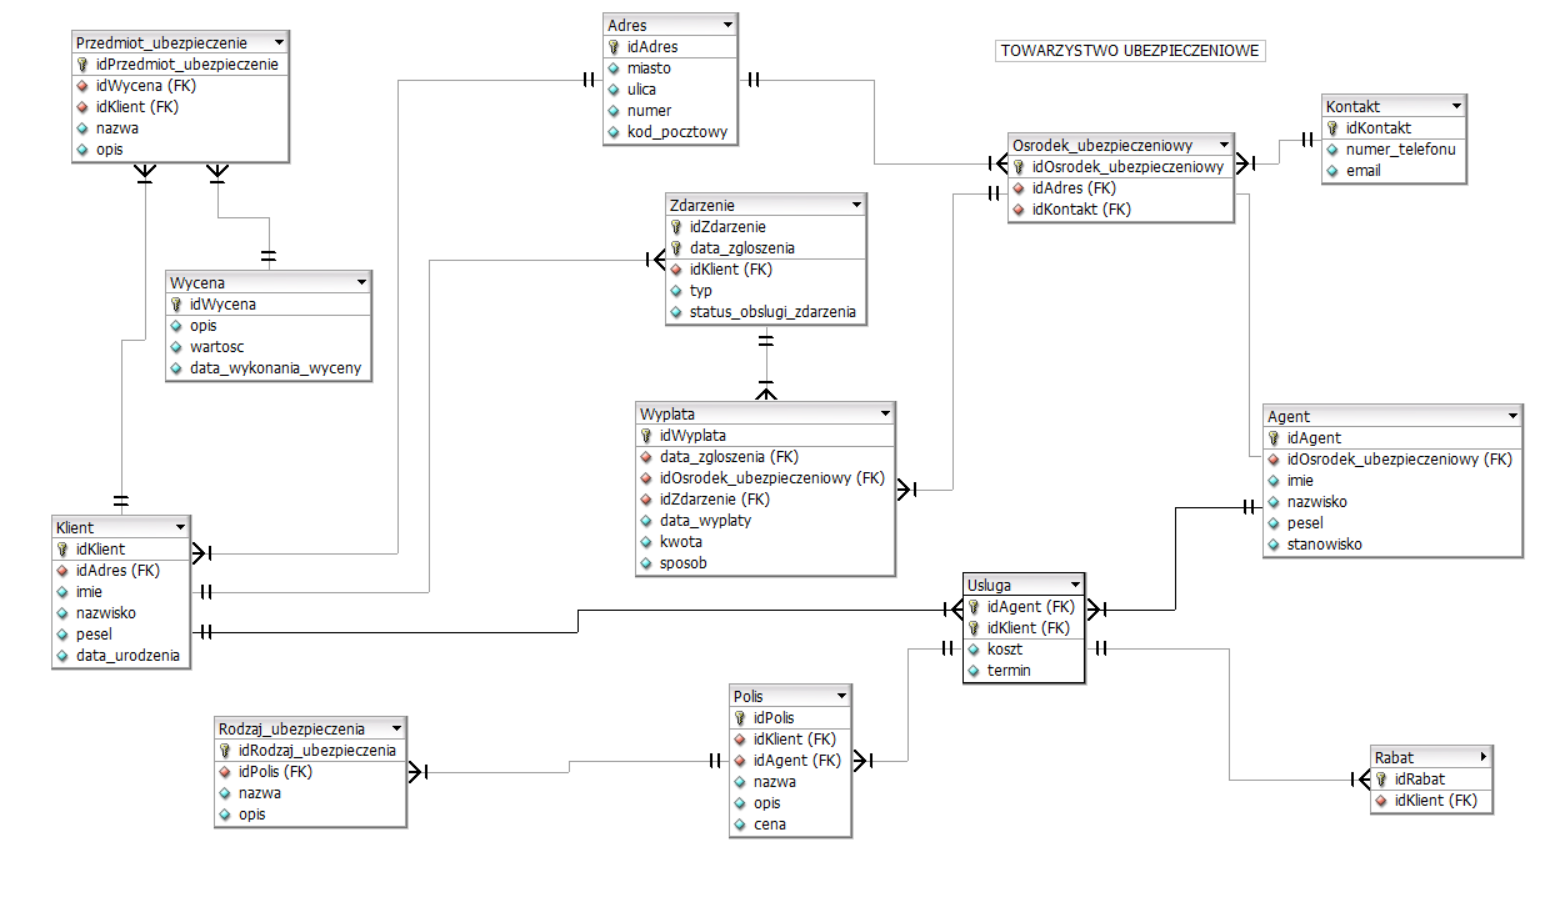 TOWARZYSTWO UBEZPIECZENIOWE
Przedmiot_ubezpieczenie
idPrzedmiot_ubezpieczenie
idWycena (FK)
idKlient (FK)
nazwa
opis
Adres
idAdres
miasto
ulica
numer
kod_pocztowy
Kontakt
idKontakt
numer_telefonu
email
Osrodek_ubezpieczeniowy
idOsrodek_ubezpieczeniowy
idAdres (FK)
idKontakt (FK)
Zdarzenie
idZdarzenie
data_zgloszenia
idKlient (FK)
typ
status_obslugi_zdarzenia
Wycena
idWycena
opis
wartosc
data_wykonania_wyceny
Wyplata
idWyplata
data_zgloszenia (FK)
idOsrodek_ubezpieczeniowy (FK)
idZdarzenie (FK)
data_wyplaty
kwota
sposob
Agent
idAgent
idOsrodek_ubezpieczeniowy (FK)
imie
nazwisko
pesel
stanowisko
Klient
idKlient
idAdres (FK)
imie
nazwisko
pesel
data_urodzenia
Usluga
idAgent (FK)
idKlient (FK)
koszt
termin
Polis
idPolis
idKlient (FK)
idAgent (FK)
nazwa
opis
cena
Rodzaj_ubezpieczenia
idRodzaj_ubezpieczenia
idPolis (FK)
nazwa
opis
Rabat
idRabat
idKlient (FK)